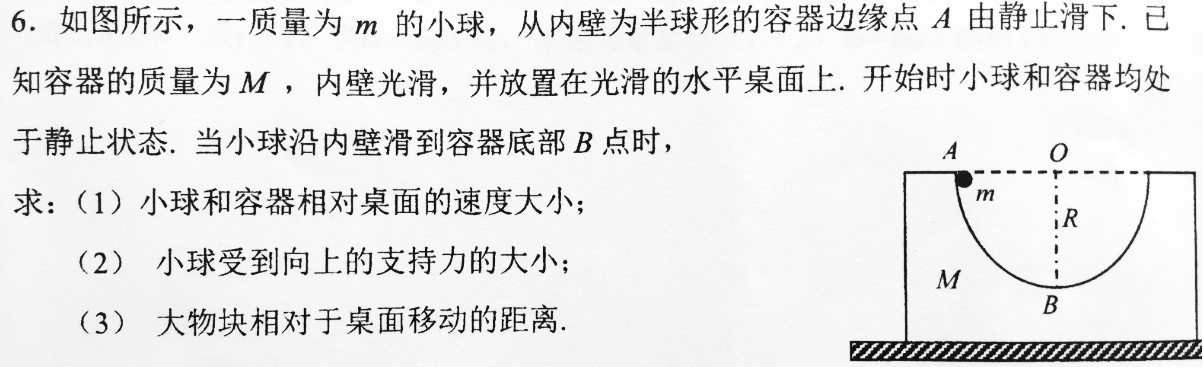 6. 如图所示，一质量为 m 的小球，从内壁为半球形的容器边缘点 A 由静止滑下. 已
知容器的质量为 M ，内壁光滑，并放置在光滑的水平桌面上. 开始时小球和容器均处
于静止状态. 当小球沿内壁滑到容器底部 B 点时，
求：（1）小球和容器相对桌面的速度大小；
（2） 小球受到向上的支持力的大小；
（3） 大物块相对于桌面移动的距离.
A O
m
R
M
B